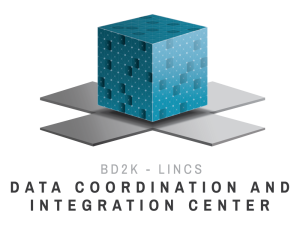 BD2K - LINCS
DATA COORDINATION AND
INTEGRATION CENTER